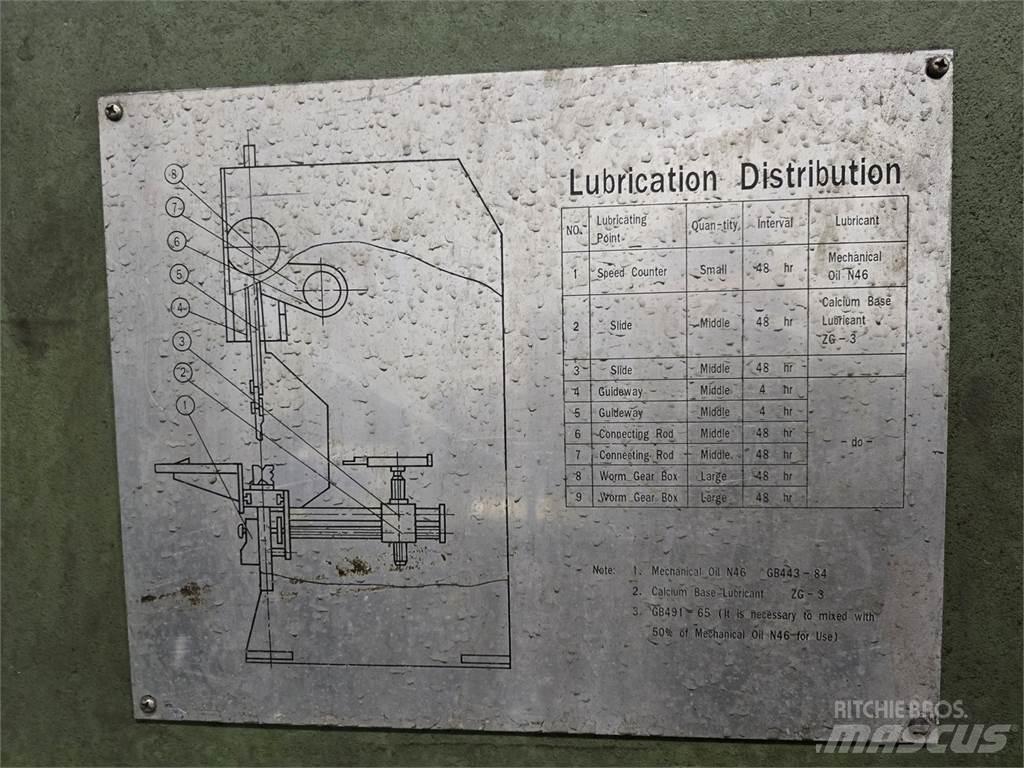 8
7
6
5
4
3
2
1
Lubrication Distribution
NO. Lubricating Point Quan-tity Interval Lubricant
1 Speed Counter Small 48 hr Mechanical Oil N46
2 Slide Middle 48 hr Calcium Base Lubricant ZG-3
3 Slide Middle 48 hr -do-
4 Guideway Middle 4 hr
5 Guideway Middle 4 hr
6 Connecting Rod Middle 48 hr
7 Connecting Rod Middle 48 hr
8 Worm Gear Box Large 48 hr
9 Worm Gear Box Large 48 hr
Note: 1. Mechanical Oil N46 GB443-84
2. Calcium Base Lubricant ZG-3
3. GB491-65 (it is necessary to mixed with
50% of Mechanical Oil N46 for Use)
RITCHIE BROS.
MASCUS